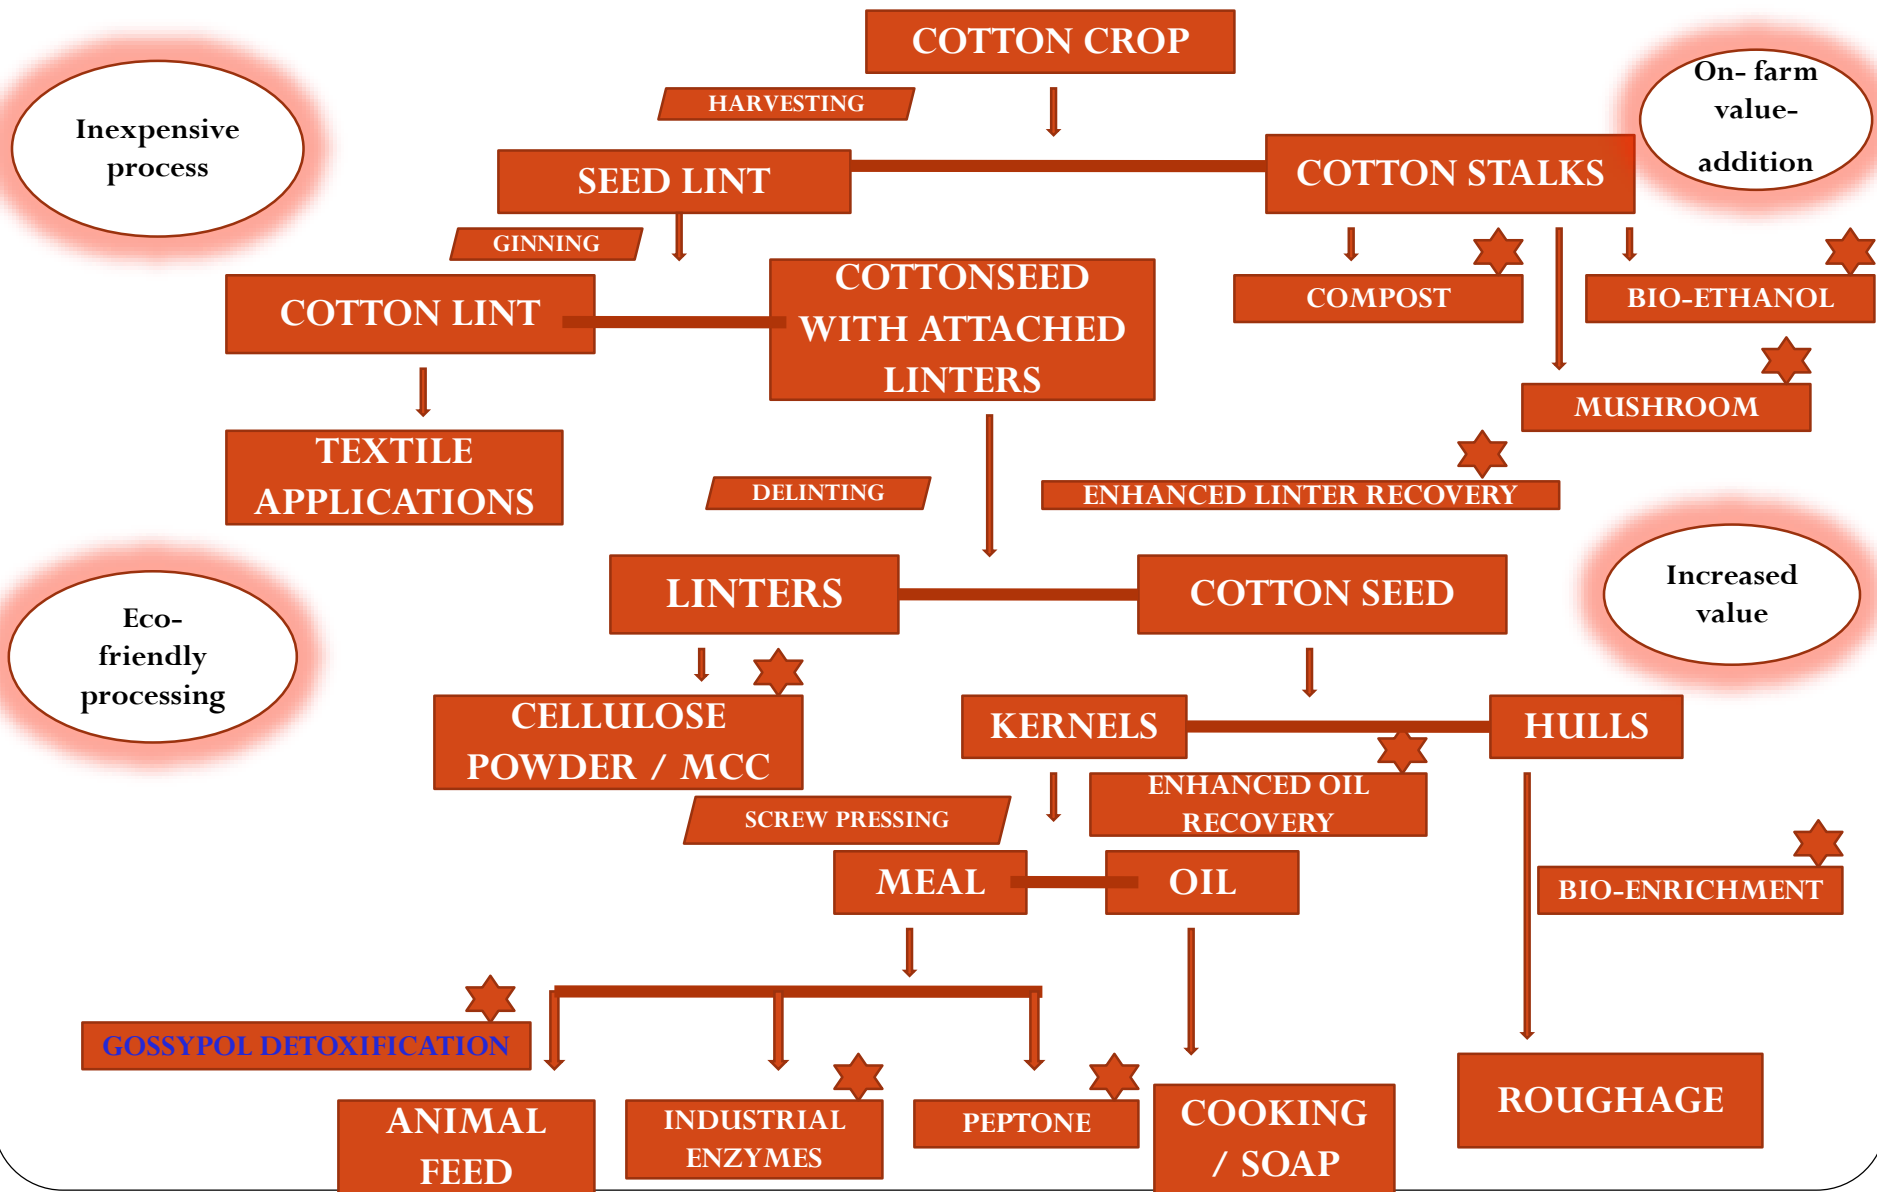 COTTON CROP
On- farm
value-
addition
HARVESTING
Inexpensive
process
SEED LINT
COTTON STALKS
GINNING
COTTON LINT
COTTONSEED
WITH ATTACHED
LINTERS
COMPOST
BIO-ETHANOL
MUSHROOM
TEXTILE
APPLICATIONS
DELINTING
ENHANCED LINTER RECOVERY
LINTERS
COTTON SEED
Increased
value
Eco-
friendly
processing
CELLULOSE
POWDER / MCC
KERNELS
HULLS
SCREW PRESSING
ENHANCED OIL
RECOVERY
MEAL
OIL
BIO-ENRICHMENT
GOSSYPOL DETOXIFICATION
ANIMAL
FEED
INDUSTRIAL
ENZYMES
PEPTONE
COOKING
/ SOAP
ROUGHAGE